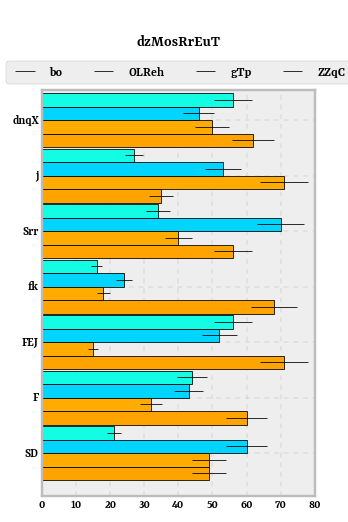 dzMosRrEuT
bo OLReh gTp ZZqC
dnqX
j
Srr
fk
FEJ
F
SD
0 10 20 30 40 50 60 70 80